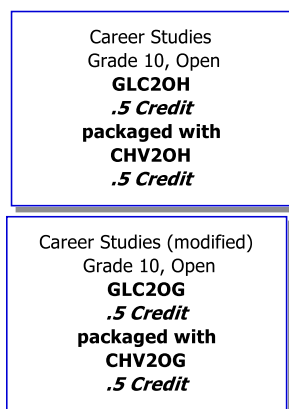 Career Studies
Grade 10, Open
GLC2OH
.5 Credit
packaged with
CHV2OH
.5 Credit
Career Studies (modified)
Grade 10, Open
GLC2OG
.5 Credit
packaged with
CHV2OG
.5 Credit